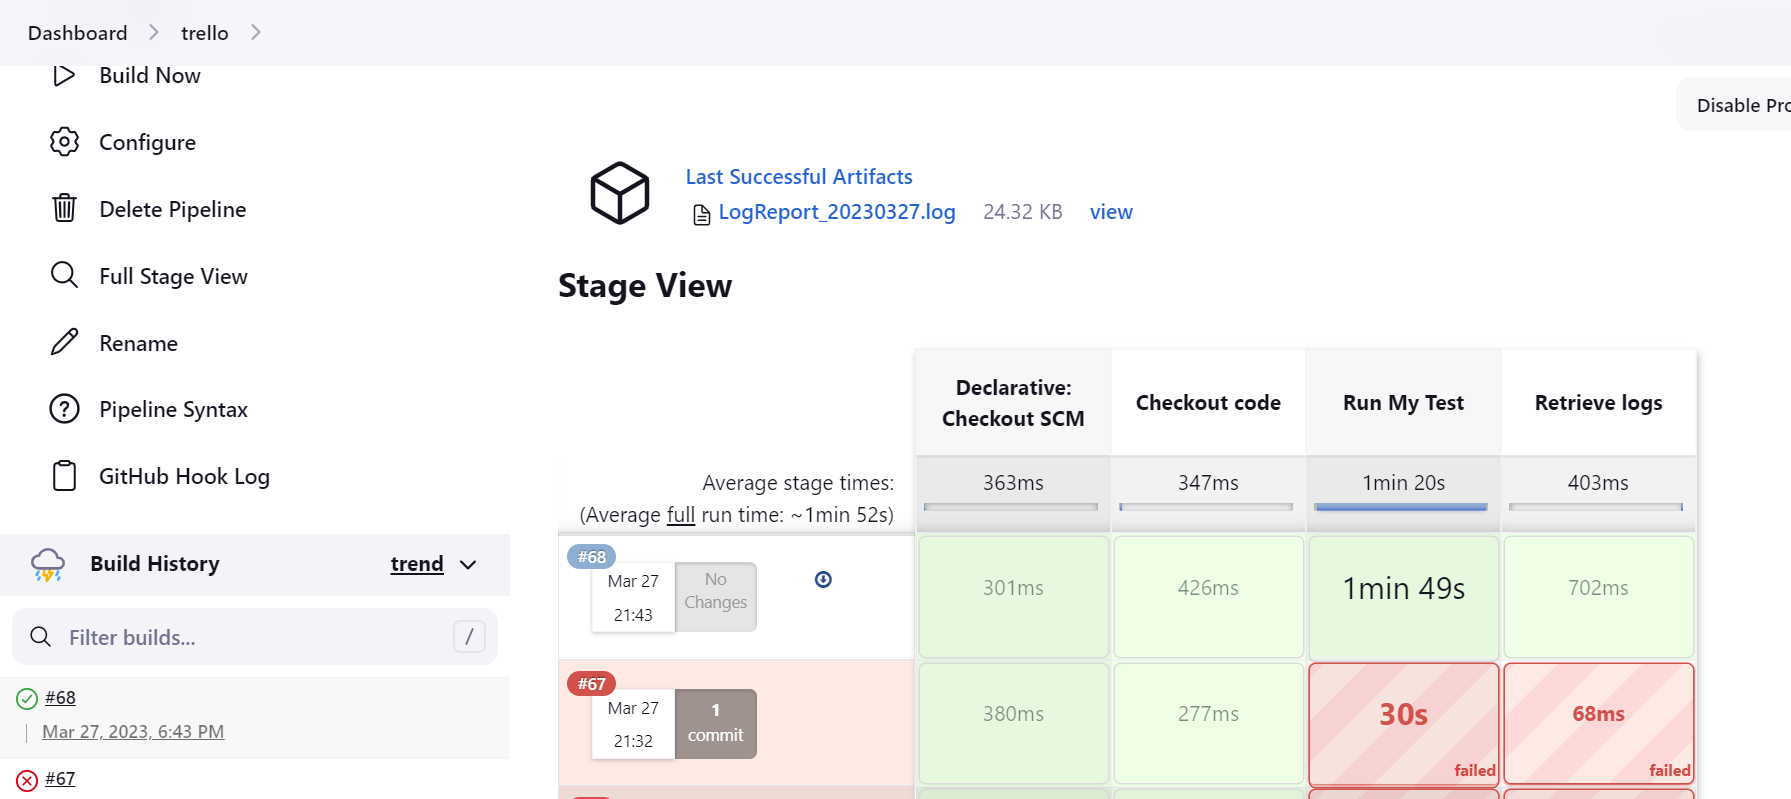 Dashboard
trello
Build Now
Configure
Delete Pipeline
Full Stage View
Rename
Pipeline Syntax
GitHub Hook Log
Build History
trend
Filter builds...
/
#68
Mar 27, 2023, 6:43 PM
#67
Disable Pro
Last Successful Artifacts
LogReport_20230327.log 24.32 KB view
Stage View
Declarative:
Checkout SCM
Checkout code
Run My Test
Retrieve logs
Average stage times:
(Average full run time: ~1min 52s)
363ms
347ms
1min 20s
403ms
#68
Mar 27
21:43
No
Changes
301ms
426ms
1min 49s
702ms
#67
Mar 27
21:32
1
commit
380ms
277ms
30s
failed
68ms
failed